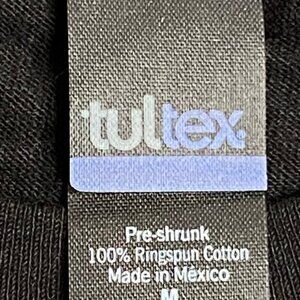 tultex
Pre-shrunk
100% Ringspun Cotton
Made in México
M